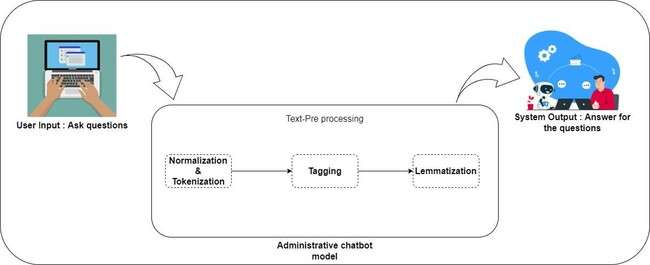 User Input : Ask questions
Text-Pre processing
Normalization
&
Tokenization
Tagging
Lemmatization
System Output : Answer for
the questions
Administrative chatbot
model